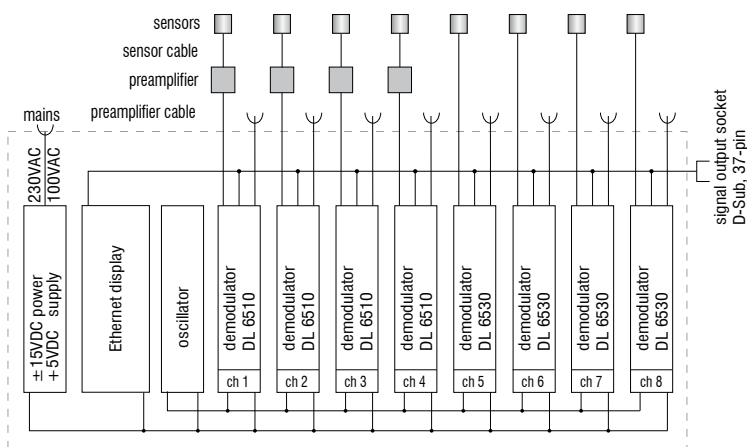 sensors
sensor cable
preamplifier
preamplifier cable
mains
230VAC
100VAC
signal output socket
D-Sub, 37-pin
± 15VDC power
+ 5VDC supply
Ethernet display
oscillator
demodulator
DL 6510
demodulator
DL 6510
demodulator
DL 6510
demodulator
DL 6510
demodulator
DL 6530
demodulator
DL 6530
demodulator
DL 6530
demodulator
DL 6530
ch 1
ch 2
ch 3
ch 4
ch 5
ch 6
ch 7
ch 8